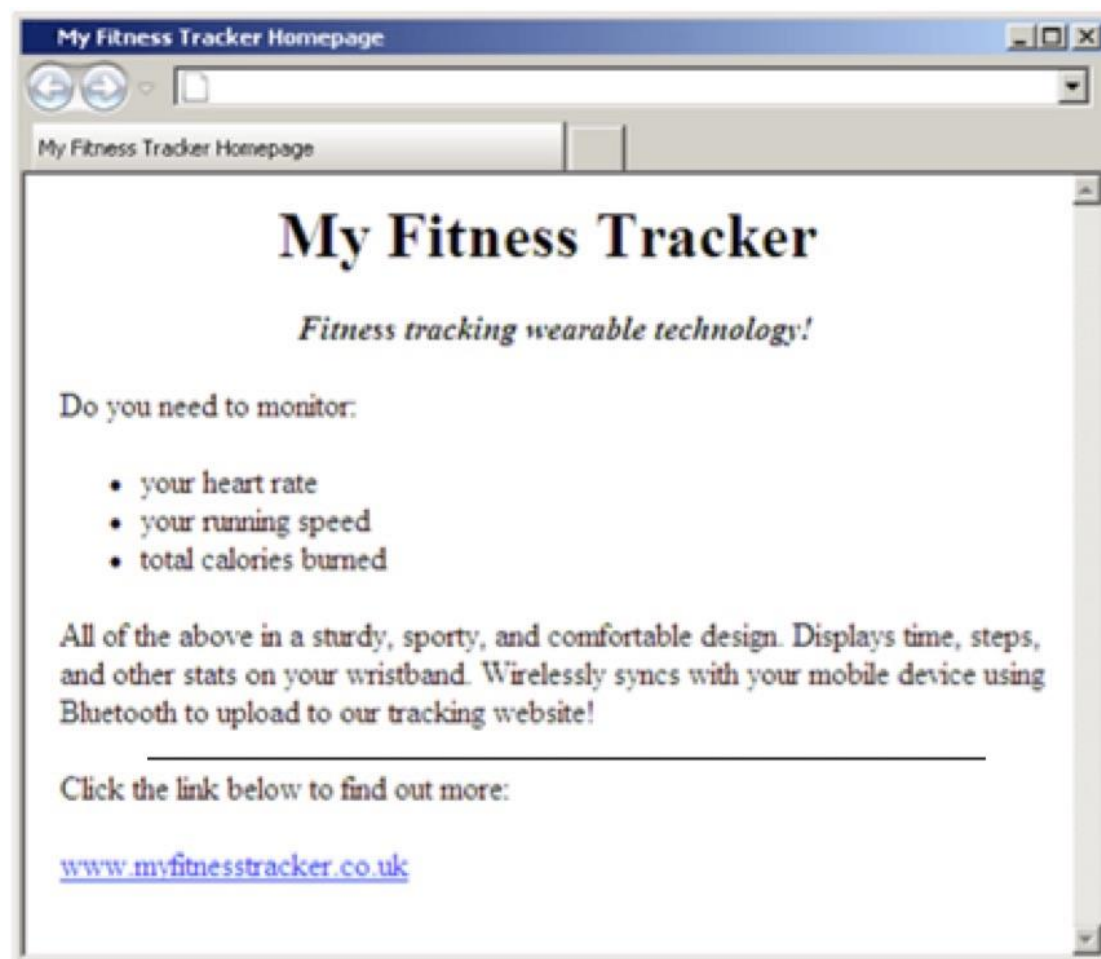 My Fitness Tracker Homepage
My Fitness Tracker Homepage
My Fitness Tracker
Fitness tracking wearable technology!
Do you need to monitor:
• your heart rate
• your running speed
• total calories burned
All of the above in a sturdy, sporty, and comfortable design. Displays time, steps,
and other stats on your wristband. Wirelessly syncs with your mobile device using
Bluetooth to upload to our tracking website!
Click the link below to find out more:
www.myfitnesstracker.co.uk